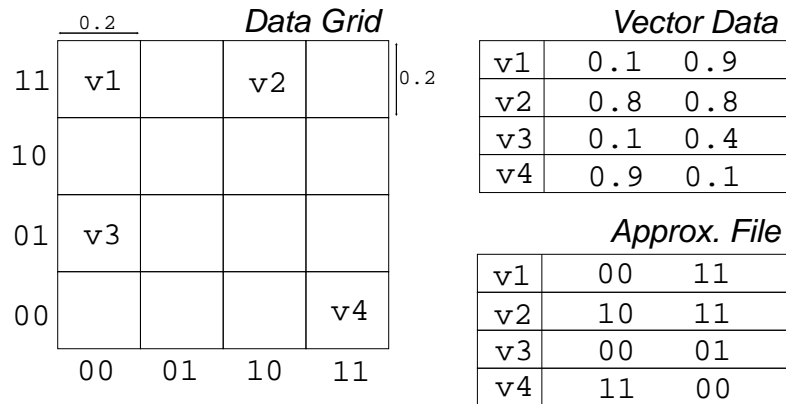 0.2
Data Grid
11 v1 v2
0.2
10
01 v3
00 v4
00 01 10 11
Vector Data
v1 0.1 0.9
v2 0.8 0.8
v3 0.1 0.4
v4 0.9 0.1
Approx. File
v1 00 11
v2 10 11
v3 00 01
v4 11 00